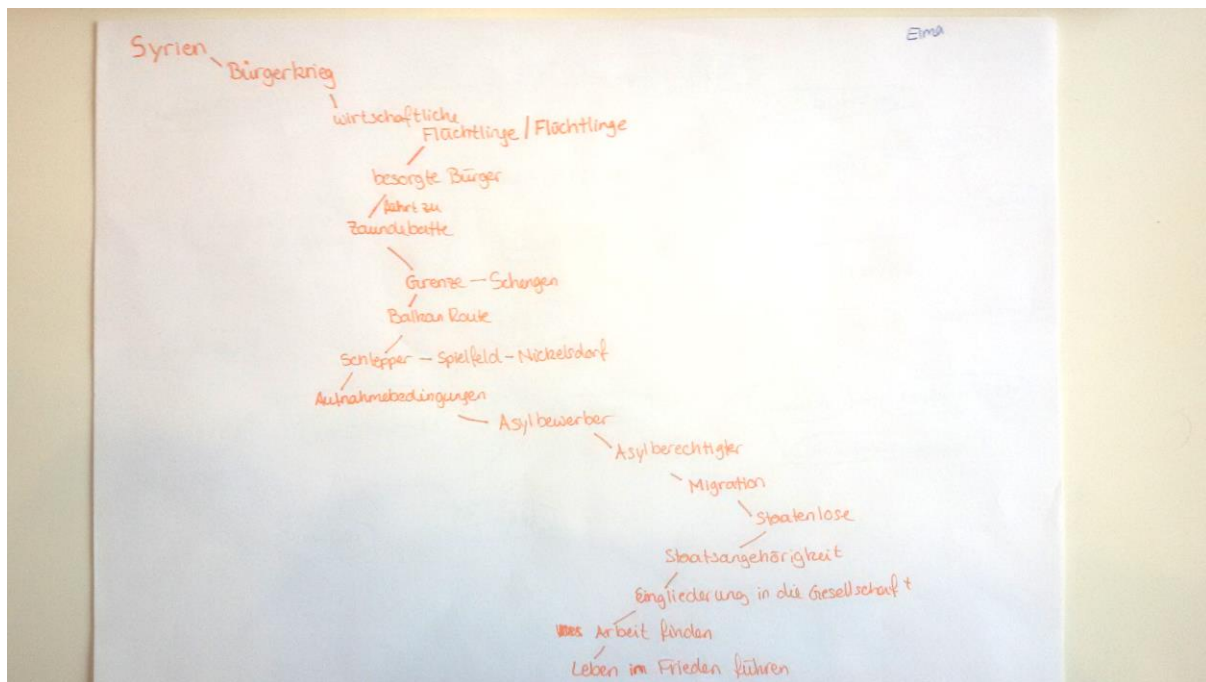 Elma
Syrien
Bürgerkrieg
wirtschaftliche
Flüchtlinge / Flüchtlinge
besorgte Bürger
führt zu
Zaundebatte
Grenze — Schengen
Balkan Route
Schlepper — Spielfeld — Nickelsdorf
Aufnahmebedingungen
Asylbewerber
Asylberechtigter
Migration
Staatenlose
Staatsangehörigkeit
Eingliederung in die Gesellschaft
Arbeit finden
Leben im Frieden führen